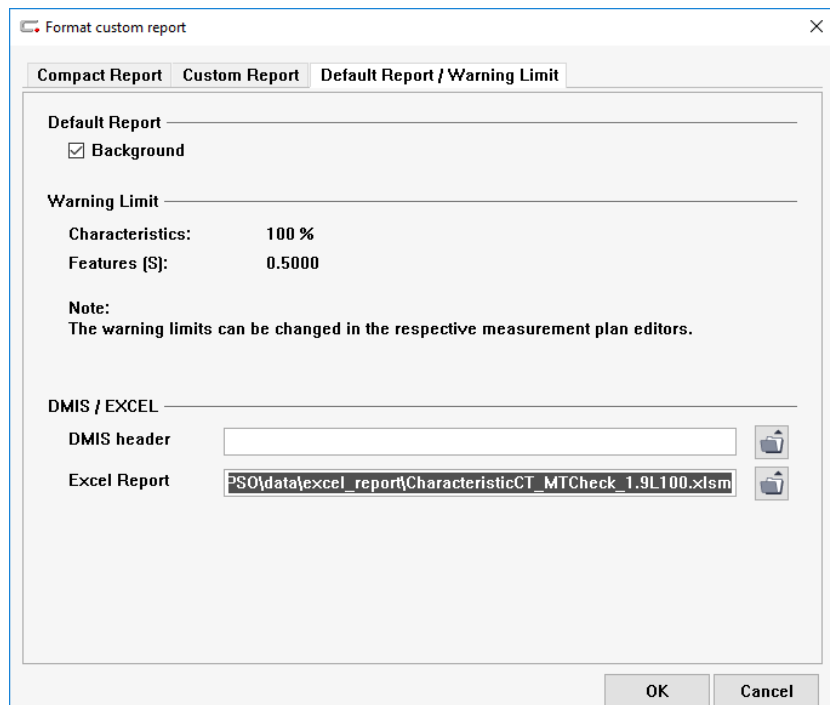 Format custom report
Compact Report Custom Report Default Report / Warning Limit
Default Report
Background
Warning Limit
Characteristics: 100 %
Features (S): 0.5000
Note:
The warning limits can be changed in the respective measurement plan editors.
DMIS / EXCEL
DMIS header
Excel Report PSO\data\excel_report\CharacteristicCT_MTCheck_1.9L100.xlsm
OK Cancel